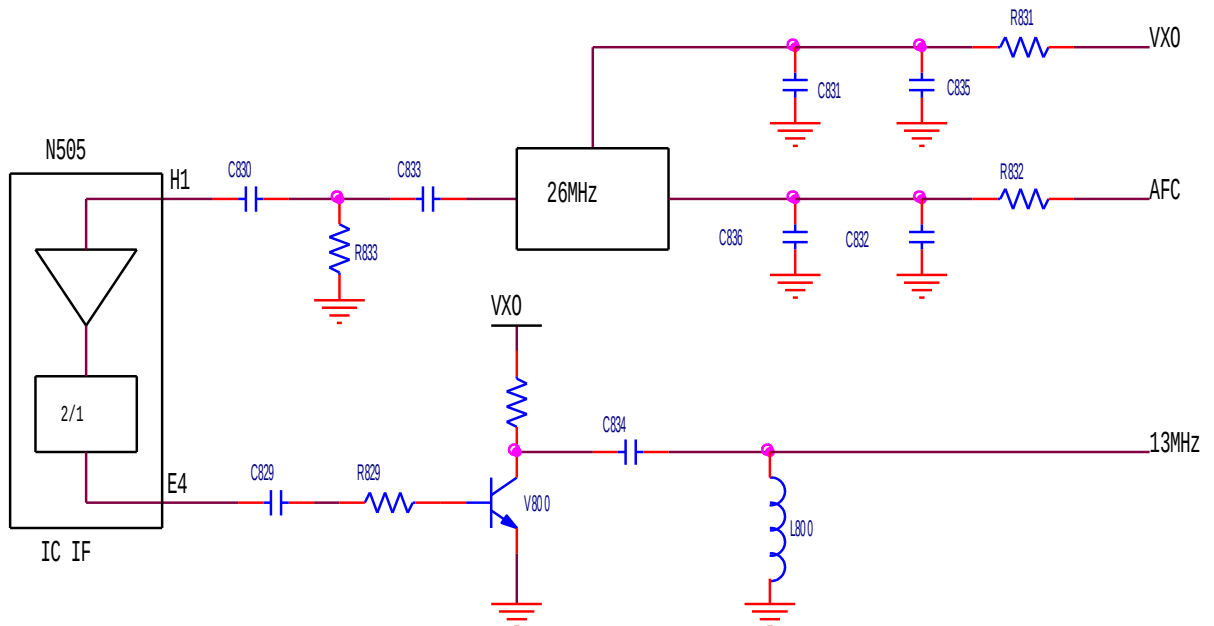 R831
VXO
C831
C835
N505
H1
C830
C833
26MHz
R832
AFC
R833
C836
C832
VXO
2/1
C834
13MHz
E4
C829
R829
V800
L800
IC IF